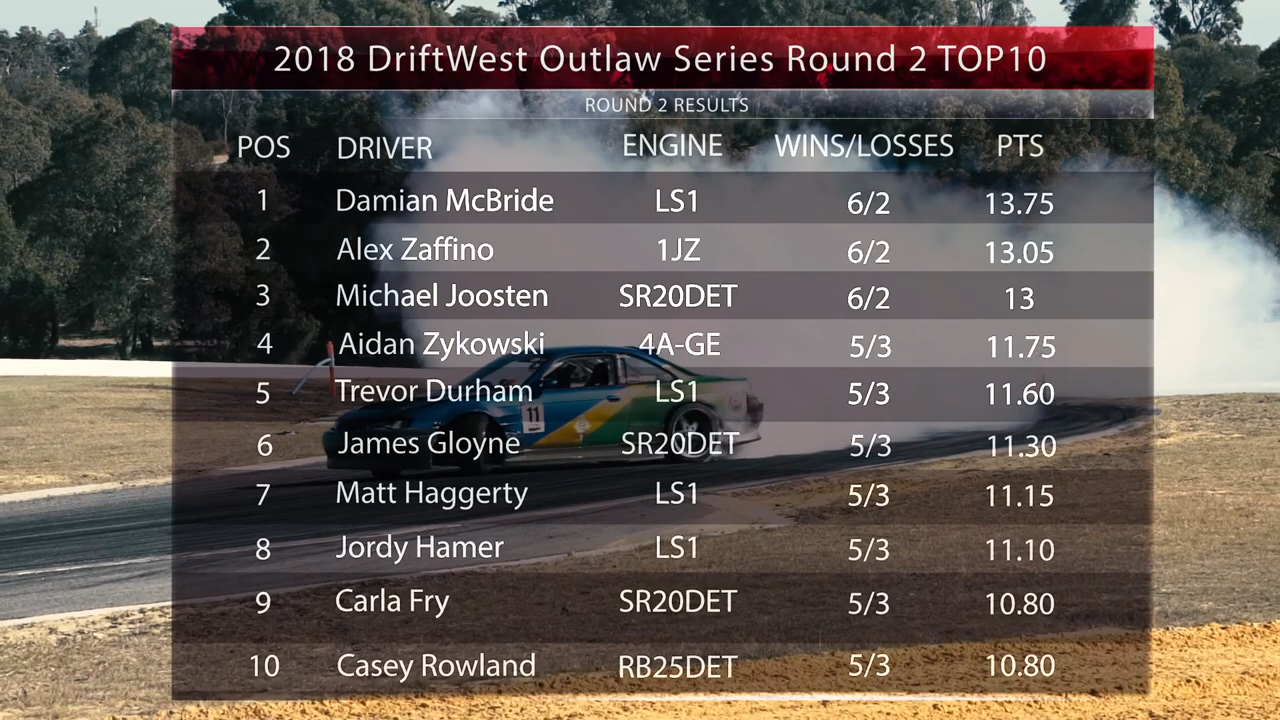 2018 DriftWest Outlaw Series Round 2 TOP10
ROUND 2 RESULTS
POS DRIVER ENGINE WINS/LOSSES PTS
1 Damian McBride LS1 6/2 13.75
2 Alex Zaffino 1JZ 6/2 13.05
3 Michael Joosten SR20DET 6/2 13
4 Aidan Zykowski 4A-GE 5/3 11.75
5 Trevor Durham LS1 5/3 11.60
11
6 James Gloyne SR20DET 5/3 11.30
7 Matt Haggerty LS1 5/3 11.15
8 Jordy Hamer LS1 5/3 11.10
9 Carla Fry SR20DET 5/3 10.80
10 Casey Rowland RB25DET 5/3 10.80